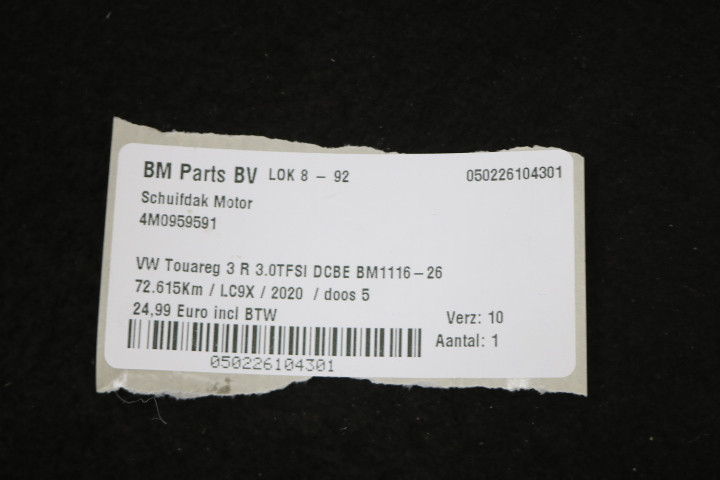 BM Parts BV LOK 8 - 92 050226104301
Schuifdak Motor
4M0959591
VW Touareg 3 R 3.0TFSI DCBE BM1116-26
72.615Km / LC9X / 2020 / doos 5
24,99 Euro incl BTW Verz: 10
Aantal: 1
050226104301